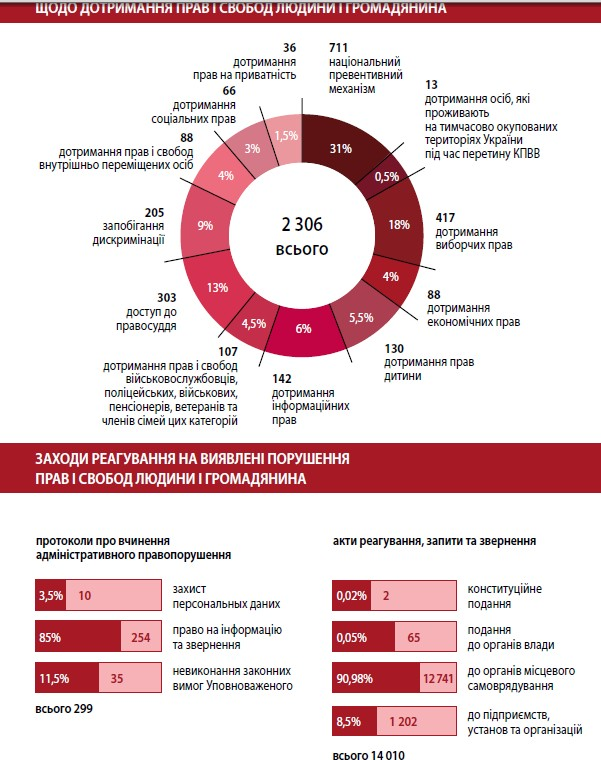 ЩОДО ДОТРИМАННЯ ПРАВ І СВОБОД ЛЮДИНИ І ГРОМАДЯНИНА
36
дотримання
прав на приватність
711
національний
превентивний
механізм
66
дотримання
соціальних прав
13
дотримання осіб, які
проживають
на тимчасово окупованих
територіях України
під час перетину КПВВ
88
дотримання прав і свобод
внутрішньо переміщених осіб
205
запобігання
дискримінації
417
дотримання
виборчих прав
303
доступ до
правосуддя
88
дотримання
економічних прав
107
дотримання прав і свобод
військовослужбовців,
поліцейських, військових,
пенсіонерів, ветеранів та
членів сімей цих категорій
142
дотримання
інформаційних
прав
130
дотримання прав
дитини
1,5%
31%
3%
0,5%
4%
18%
9%
4%
13%
5,5%
4,5%
6%
2 306
всього
ЗАХОДИ РЕАГУВАННЯ НА ВИЯВЛЕНІ ПОРУШЕННЯ
ПРАВ І СВОБОД ЛЮДИНИ І ГРОМАДЯНИНА
протоколи про вчинення
адміністративного правопорушення
3,5% 10 захист
персональних даних
85% 254 право на інформацію
та звернення
11,5% 35 невиконання законних
вимог Уповноваженого
всього 299
акти реагування, запити та звернення
0,02% 2 конституційне
подання
0,05% 65 подання
до органів влади
90,98% 12 741 до органів місцевого
самоврядування
8,5% 1 202 до підприємств,
установ та організацій
всього 14 010